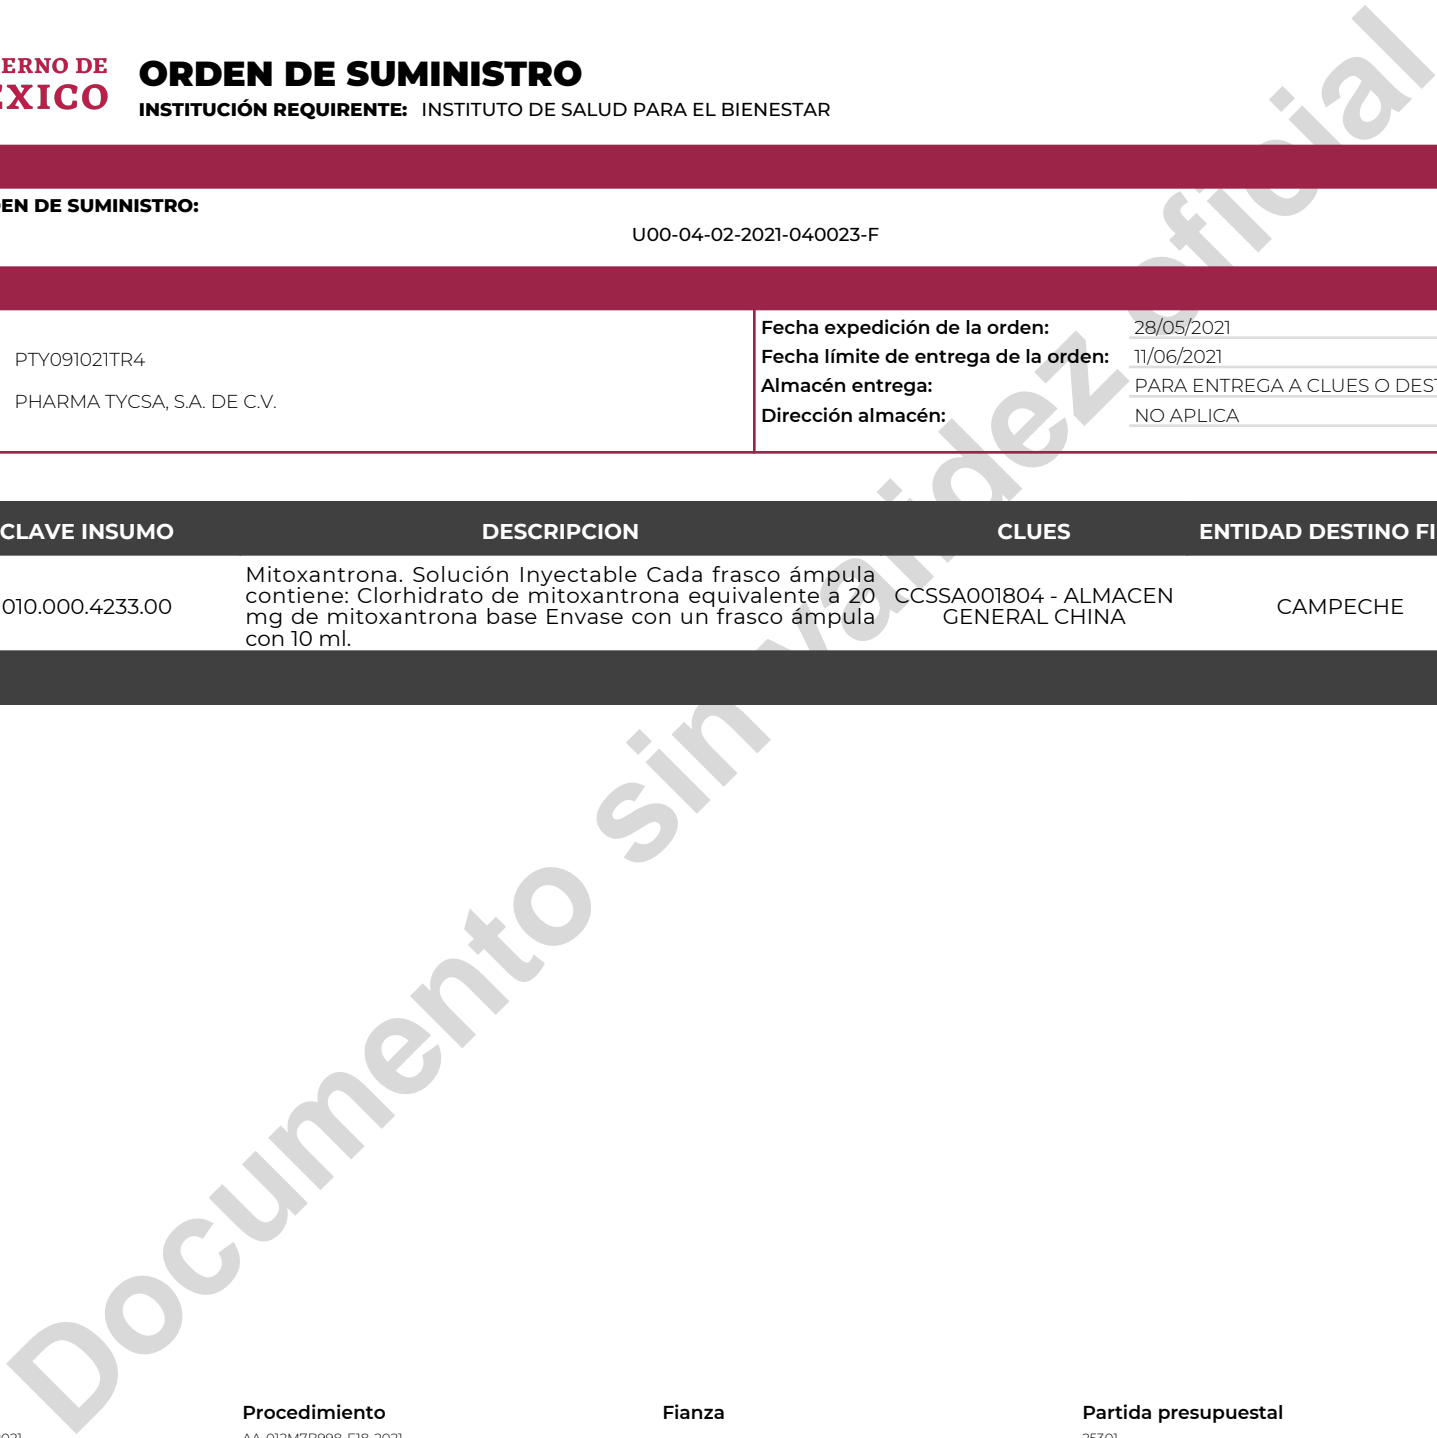 ERNO DE
ÉXICO
ORDEN DE SUMINISTRO
INSTITUCIÓN REQUIRENTE: INSTITUTO DE SALUD PARA EL BIENESTAR
EN DE SUMINISTRO:
U00-04-02-2021-040023-F
PTY091021TR4
PHARMA TYCSA, S.A. DE C.V.
Fecha expedición de la orden: 28/05/2021
Fecha límite de entrega de la orden: 11/06/2021
Almacén entrega: PARA ENTREGA A CLUES O DEST
Dirección almacén: NO APLICA
CLAVE INSUMO DESCRIPCION CLUES ENTIDAD DESTINO FI
010.000.4233.00
Mitoxantrona. Solución Inyectable Cada frasco ámpula
contiene: Clorhidrato de mitoxantrona equivalente a 20
mg de mitoxantrona base Envase con un frasco ámpula
con 10 ml.
CCSSA001804 - ALMACEN
GENERAL CHINA
CAMPECHE
Documento sin validez oficial
Procedimiento Fianza Partida presupuestal